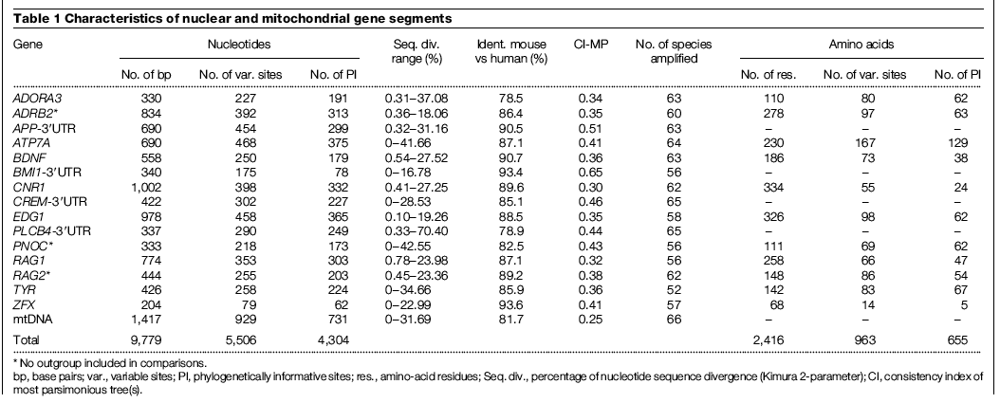 Table 1 Characteristics of nuclear and mitochondrial gene segments
Gene Nucleotides Seq. div. range (%) Ident. mouse vs human (%) CI-MP No. of species amplified Amino acids
No. of bp No. of var. sites No. of PI No. of res. No. of var. sites No. of PI
ADORA3 330 227 191 0.31–37.08 78.5 0.34 63 110 80 62
ADRB2* 834 392 313 0.36–18.06 86.4 0.35 60 278 97 63
APP-3′UTR 690 454 299 0.32–31.16 90.5 0.51 63 – – –
ATP7A 690 468 375 0–41.66 87.1 0.41 64 230 167 129
BDNF 558 250 179 0.54–27.52 90.7 0.36 63 186 73 38
BMI1-3′UTR 340 175 78 0–16.78 93.4 0.65 56 – – –
CNR1 1,002 398 332 0.41–27.25 89.6 0.30 62 334 55 24
CREM-3′UTR 422 302 227 0–28.53 85.1 0.46 65 – – –
EDG1 978 458 365 0.10–19.26 88.5 0.35 58 326 98 62
PLCB4-3′UTR 337 290 249 0.33–70.40 78.9 0.44 65 – – –
PNOC* 333 218 173 0–42.55 82.5 0.43 56 111 69 62
RAG1 774 353 303 0.78–23.98 87.1 0.32 56 258 66 47
RAG2* 444 255 203 0.45–23.36 89.2 0.38 62 148 86 54
TYR 426 258 224 0–34.66 85.9 0.36 52 142 83 67
ZFX 204 79 62 0–22.99 93.6 0.41 57 68 14 5
mtDNA 1,417 929 731 0–31.69 81.7 0.25 66 – – –
Total 9,779 5,506 4,304 2,416 963 655
* No outgroup included in comparisons.
bp, base pairs; var., variable sites; PI, phylogenetically informative sites; res., amino-acid residues; Seq. div., percentage of nucleotide sequence divergence (Kimura 2-parameter); CI, consistency index of
most parsimonious tree(s).